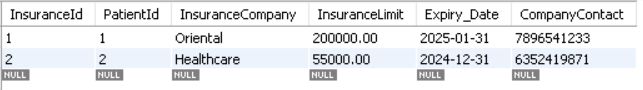 InsuranceId PatientId InsuranceCompany InsuranceLimit Expiry_Date CompanyContact
1 1 Oriental 200000.00 2025-01-31 7896541233
2 2 Healthcare 55000.00 2024-12-31 6352419871
NULL NULL NULL NULL NULL NULL